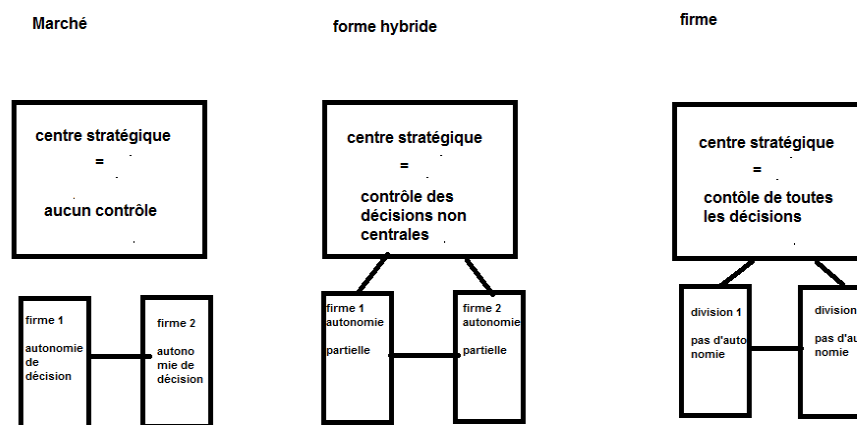 Marché
forme hybride
firme
centre stratégique
=
aucun contrôle
centre stratégique
=
contrôle des
décisions non
centrales
centre stratégique
=
contôle de toutes
les décisions
firme 1
autonomie
de
décision
firme 2
autono
mie de
décision
firme 1
autonomie
partielle
firme 2
autonomie
partielle
division 1
pas d'auto
nomie
division
pas d'au
nomie